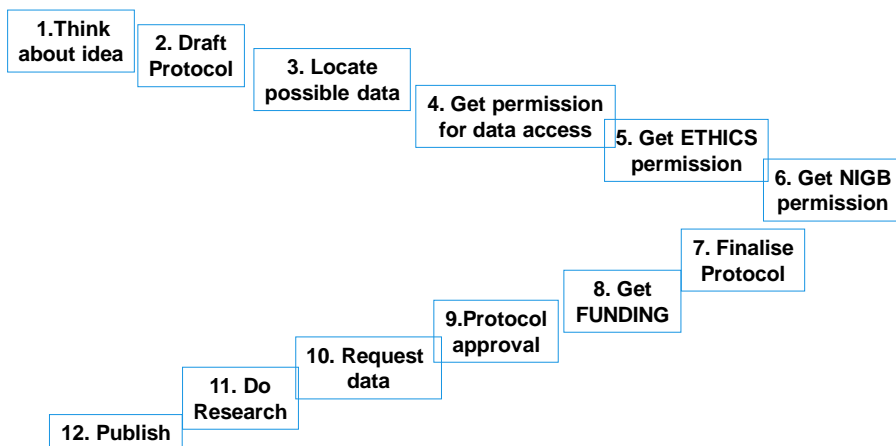 1.Think
about idea
2. Draft
Protocol
3. Locate
possible data
4. Get permission
for data access
5. Get ETHICS
permission
6. Get NIGB
permission
7. Finalise
Protocol
8. Get
FUNDING
9.Protocol
approval
10. Request
data
11. Do
Research
12. Publish